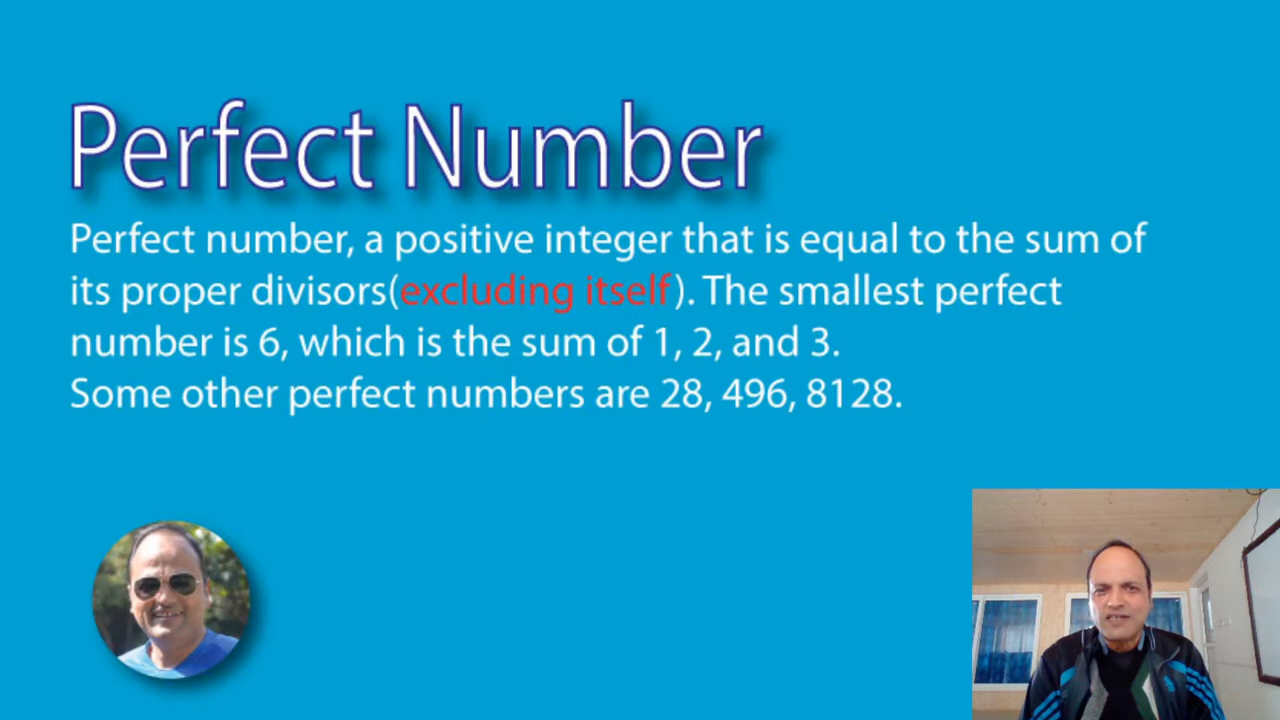 Perfect Number
Perfect number, a positive integer that is equal to the sum of
its proper divisors(excluding itself). The smallest perfect
number is 6, which is the sum of 1, 2, and 3.
Some other perfect numbers are 28, 496, 8128.